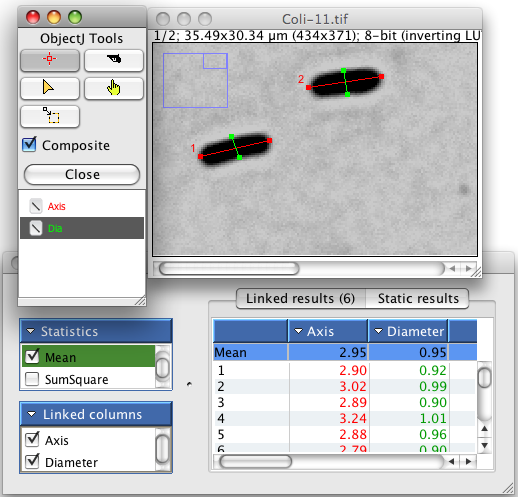 ObjectJ Tools
Composite
Close
Axis
Dia
Coli-11.tif
1/2; 35.49x30.34 µm (434x371); 8-bit (inverting LU
2
1
Statistics
Mean
SumSquare
Linked columns
Axis
Diameter
Linked results (6) Static results
Axis Diameter
Mean 2.95 0.95
1 2.90 0.92
2 3.02 0.99
3 2.89 0.90
4 3.24 1.01
5 2.88 0.96
6 2.79 0.90